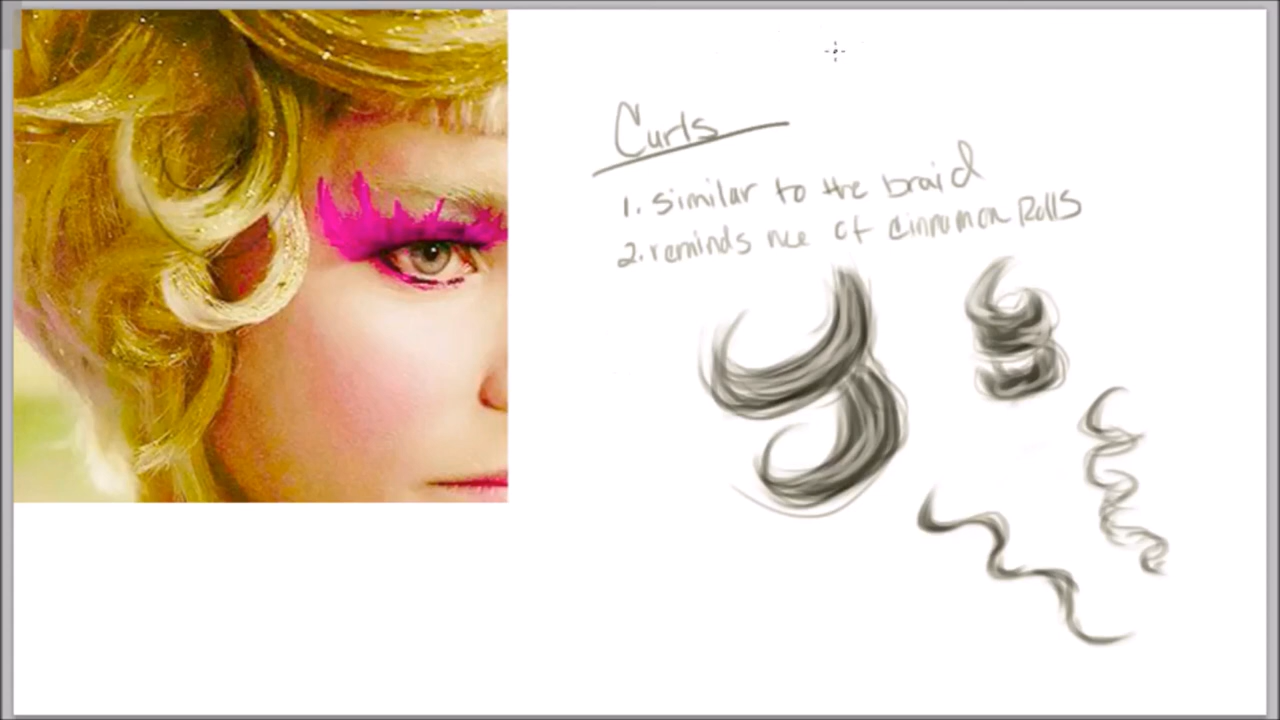 Curls
1. similar to the braid
2. reminds me of cinnamon Rolls